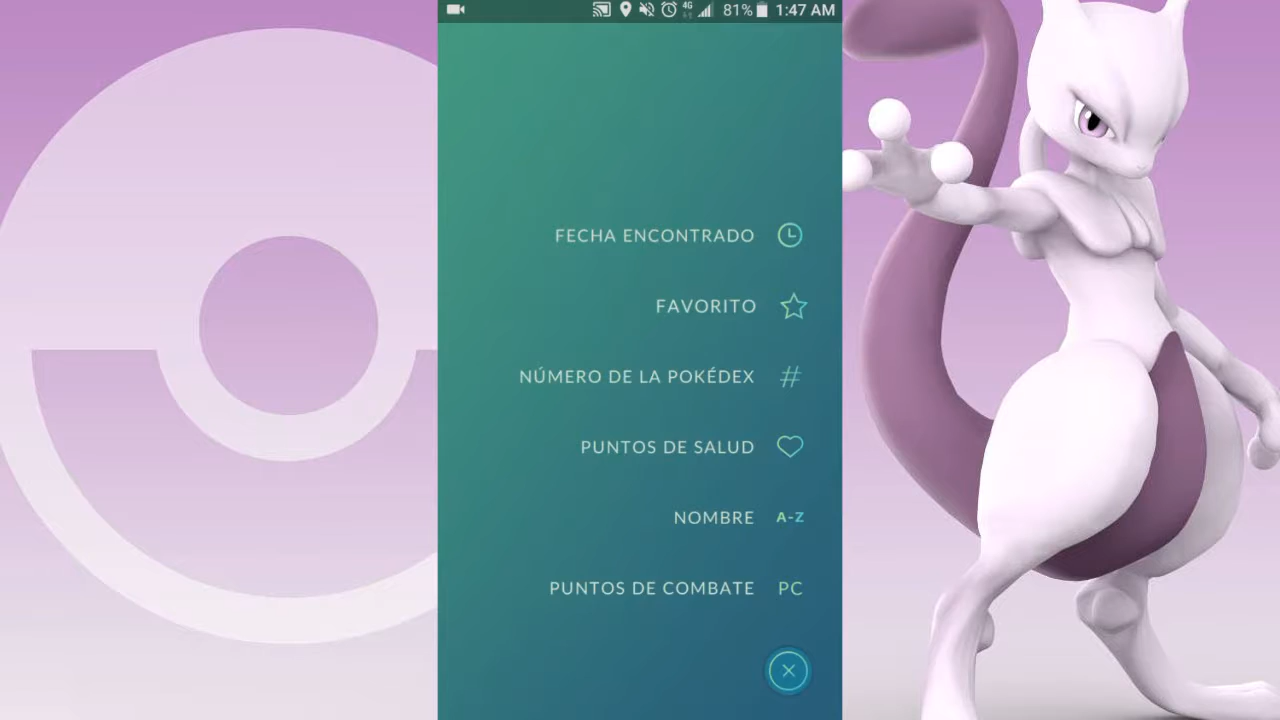 4G 81% 1:47 AM
FECHA ENCONTRADO
FAVORITO
NÚMERO DE LA POKÉDEX #
PUNTOS DE SALUD
NOMBRE A-Z
PUNTOS DE COMBATE PC